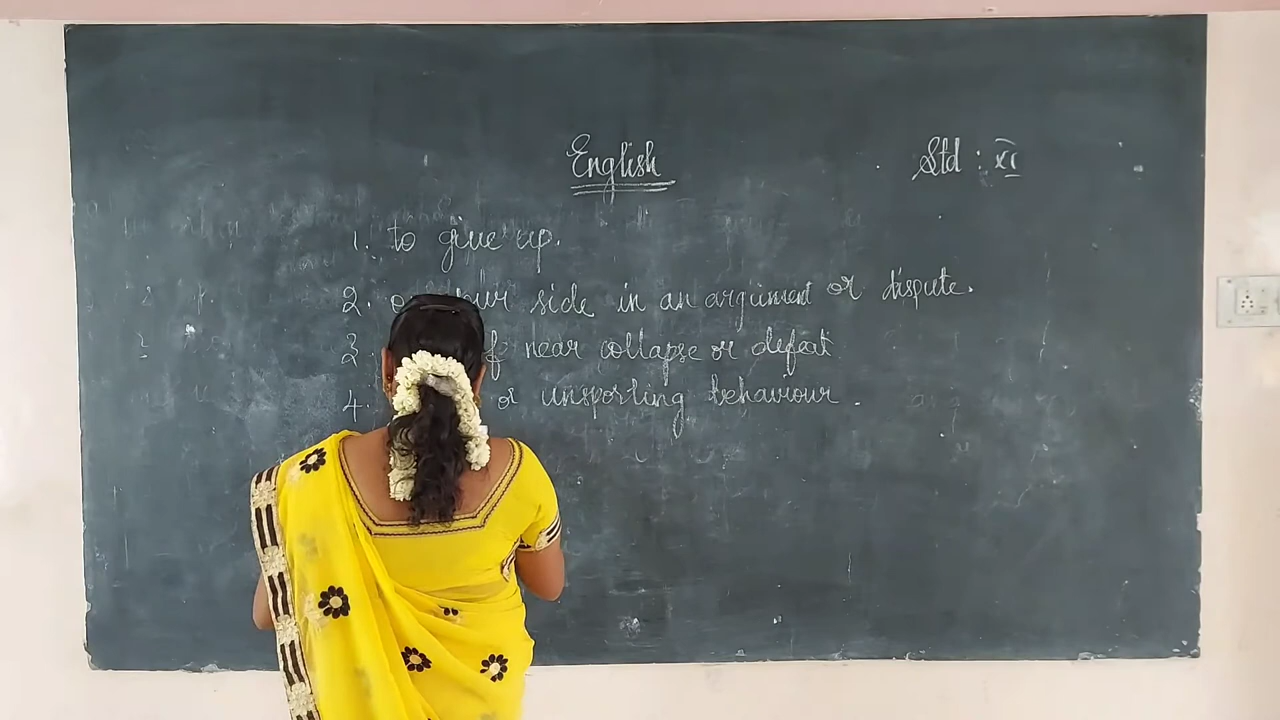 English
Std : XI
1. to give up.
2. side in an argument or dispute.
3. near collapse or defeat
4. or unsporting behaviour.